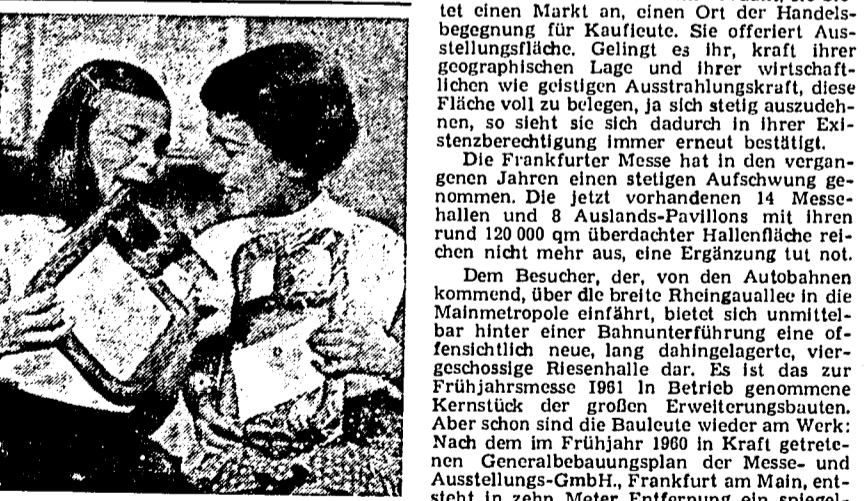 tet einen Markt an, einen Ort der Handels-
begegnung für Kaufleute. Sie offeriert Aus-
stellungsfläche. Gelingt es ihr, kraft ihrer
geographischen Lage und ihrer wirtschaft-
lichen wie geistigen Ausstrahlungskraft, diese
Fläche voll zu belegen, ja sich stetig auszudeh-
nen, so sieht sie sich dadurch in ihrer Exi-
stenzberechtigung immer erneut bestätigt.
Die Frankfurter Messe hat in den vergan-
genen Jahren einen stetigen Aufschwung ge-
nommen. Die jetzt vorhandenen 14 Messe-
hallen und 8 Auslands-Pavillons mit ihren
rund 120 000 qm überdachter Hallenfläche rei-
chen nicht mehr aus, eine Ergänzung tut not.
Dem Besucher, der, von den Autobahnen
kommend, über die breite Rheingauallee in die
Mainmetropole einfährt, bietet sich unmittel-
bar hinter einer Bahnunterführung eine of-
fensichtlich neue, lang dahingelagerte, vier-
geschossige Riesenhalle dar. Es ist das zur
Frühjahrsmesse 1961 in Betrieb genommene
Kernstück der großen Erweiterungsbauten.
Aber schon sind die Bauleute wieder am Werk:
Nach dem im Frühjahr 1960 in Kraft getrete-
nen Generalbebauungsplan der Messe- und
Ausstellungs-GmbH., Frankfurt am Main, ent-
steht in zehn Meter Entfernung ein spiegel-